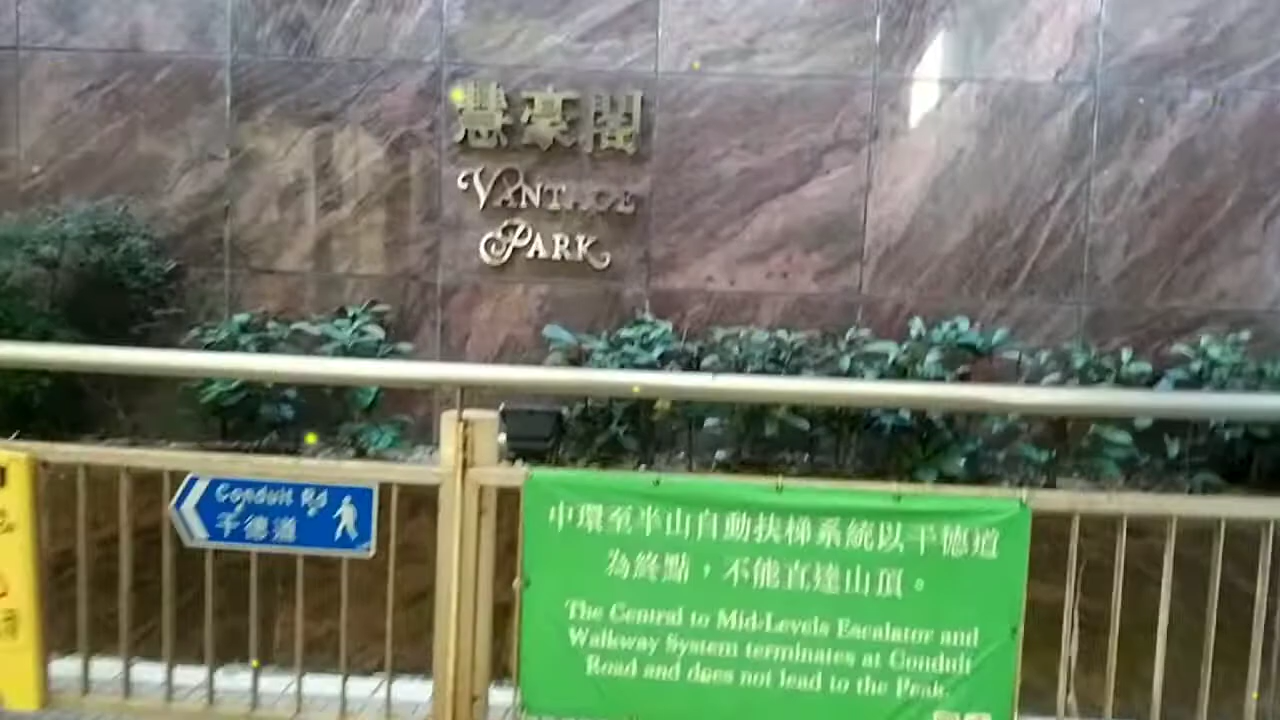 慧豪閣
VANTAGE
PARK
Conduit Rd
干德道
中環至半山自動扶梯系統以干德道
為終點，不能直達山頂。
The Central to Mid-Levels Escalator and
Walkway System terminates at Conduit
Road and does not lead to the Peak.